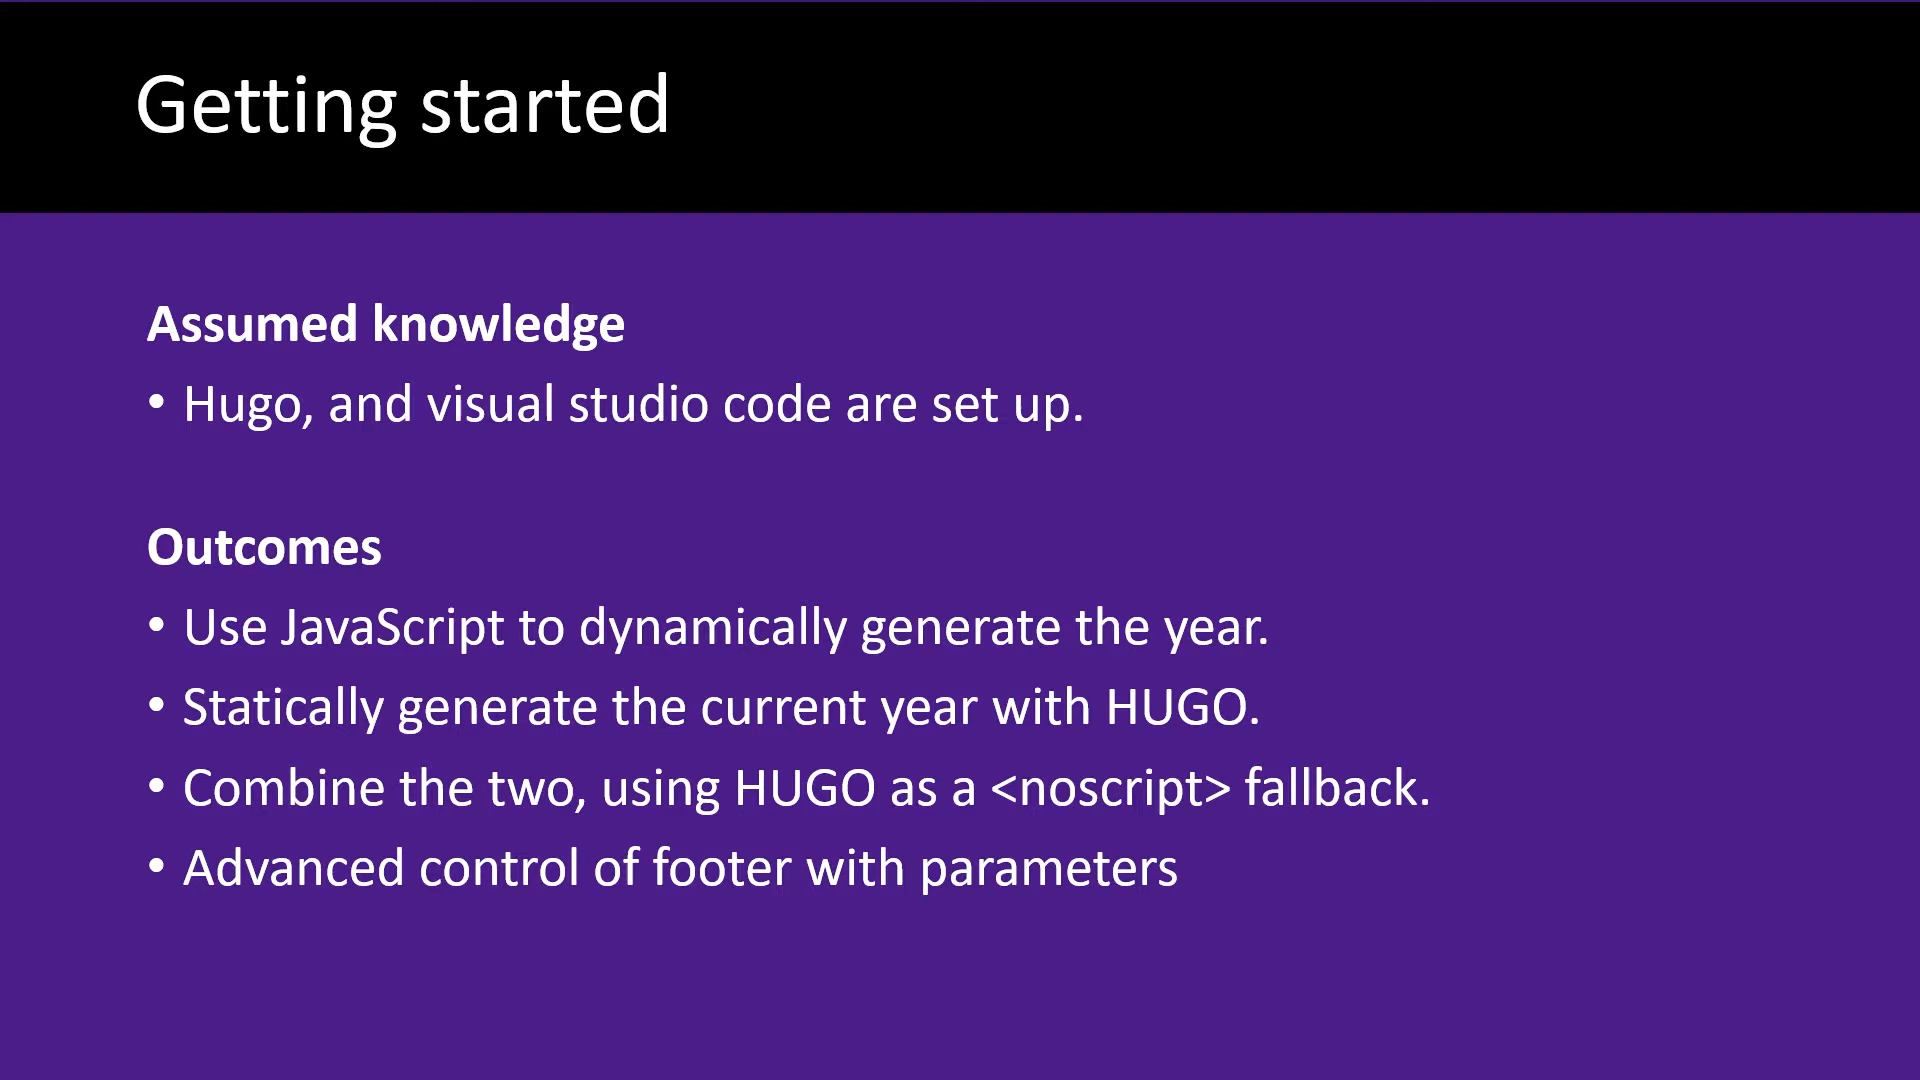 Getting started
Assumed knowledge
• Hugo, and visual studio code are set up.
Outcomes
• Use JavaScript to dynamically generate the year.
• Statically generate the current year with HUGO.
• Combine the two, using HUGO as a <noscript> fallback.
• Advanced control of footer with parameters